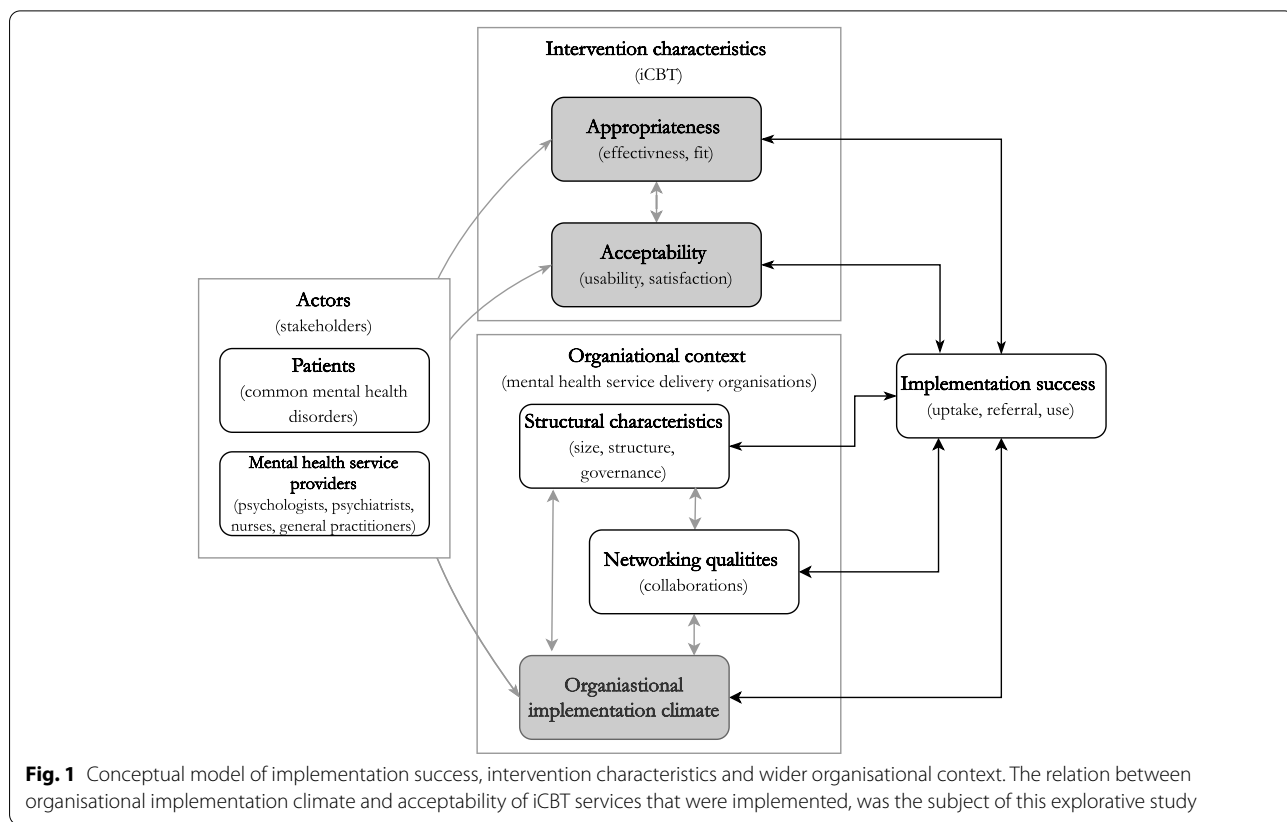 Intervention characteristics
(iCBT)
Appropriateness
(effectivness, fit)
Acceptability
(usability, satisfaction)
Actors
(stakeholders)
Patients
(common mental health
disorders)
Mental health service
providers
(psychologists, psychiatrists,
nurses, general practitioners)
Organiational context
(mental health service delivery organisations)
Structural characteristics
(size, structure,
governance)
Networking qualitites
(collaborations)
Organiastional
implementation climate
Implementation success
(uptake, referral, use)
Fig. 1 Conceptual model of implementation success, intervention characteristics and wider organisational context. The relation between
organisational implementation climate and acceptability of iCBT services that were implemented, was the subject of this explorative study